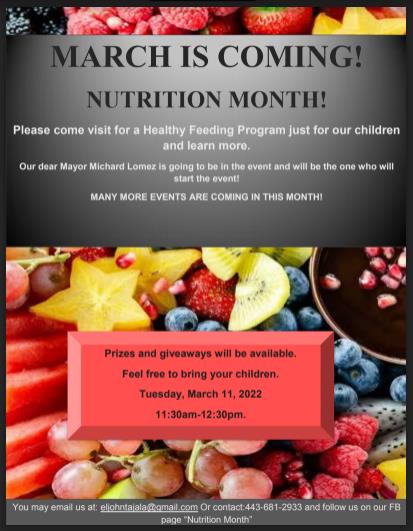 MARCH IS COMING!
NUTRITION MONTH!
Please come visit for a Healthy Feeding Program just for our children
and learn more.
Our dear Mayor Michard Lomez is going to be in the event and will be the one who will
start the event!
MANY MORE EVENTS ARE COMING IN THIS MONTH!
Prizes and giveaways will be available.
Feel free to bring your children.
Tuesday, March 11, 2022
11:30am-12:30pm.
You may email us at: eljohntajala@gmail.com Or contact:443-681-2933 and follow us on our FB
page “Nutrition Month”